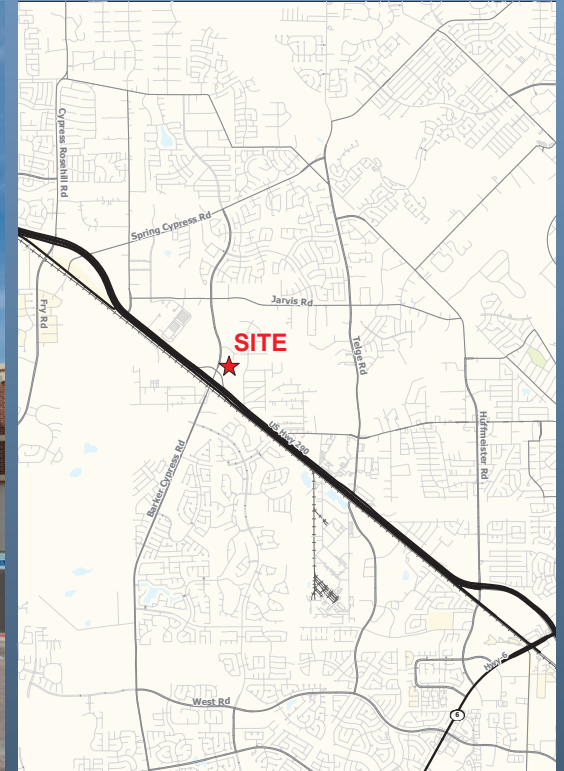 Cypress Rosehill Rd
Spring Cypress Rd
Fry Rd
Jarvis Rd
SITE
Telge Rd
Huffmeister Rd
US Hwy 290
Barker Cypress Rd
Hwy 6
West Rd
6